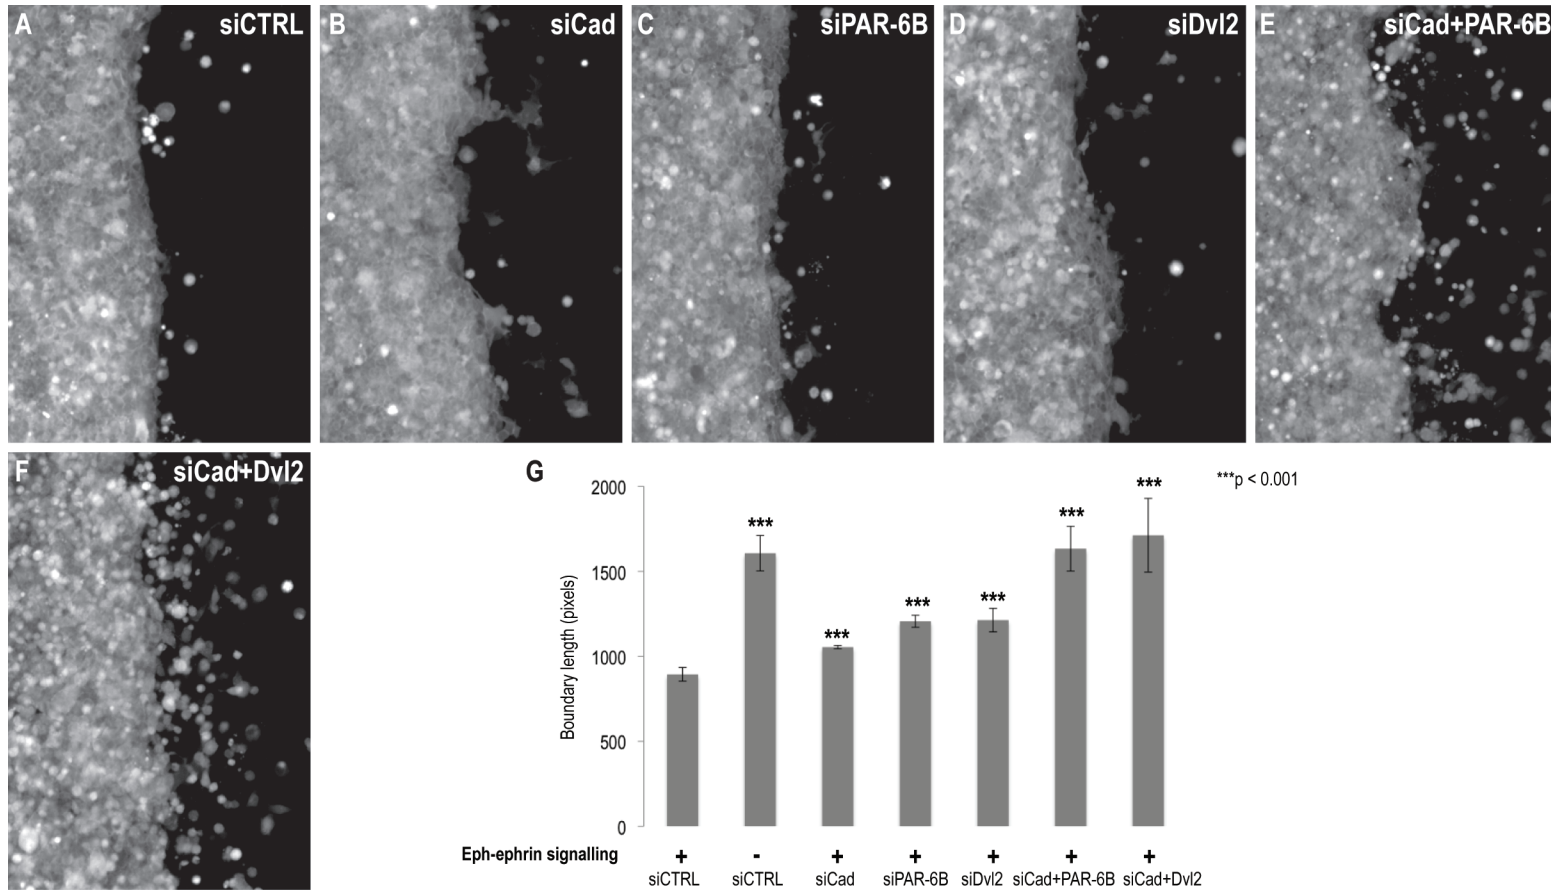 A siCTRL
B siCad
C siPAR-6B
D siDvl2
E siCad+PAR-6B
F siCad+Dvl2
G
***p < 0.001
Boundary length (pixels)
2000
1500
1000
500
0
***
***
***
***
***
***
Eph-ephrin signalling + - + + + + +
siCTRL siCTRL siCad siPAR-6B siDvl2 siCad+PAR-6B siCad+Dvl2